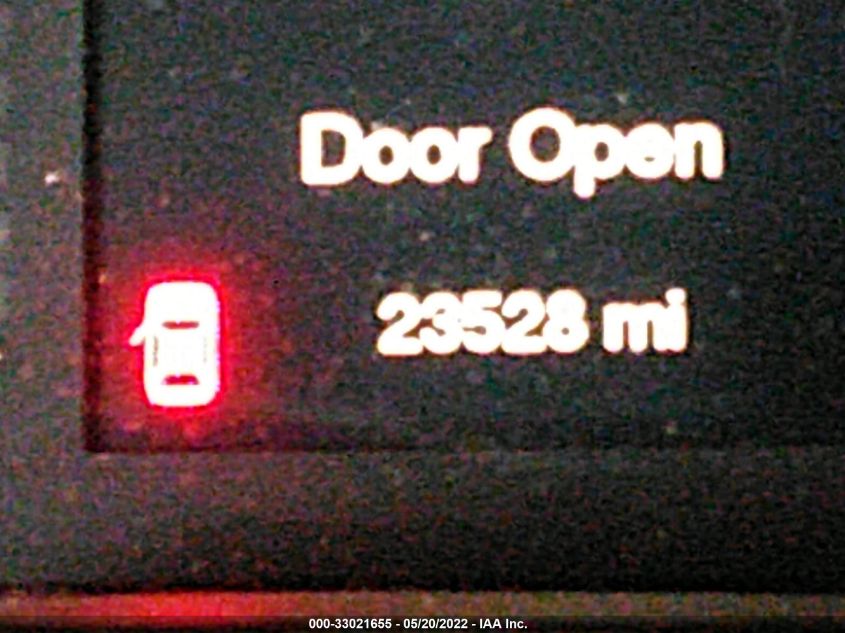 Door Open
23528 mi
000-33021655 - 05/20/2022 - IAA Inc.